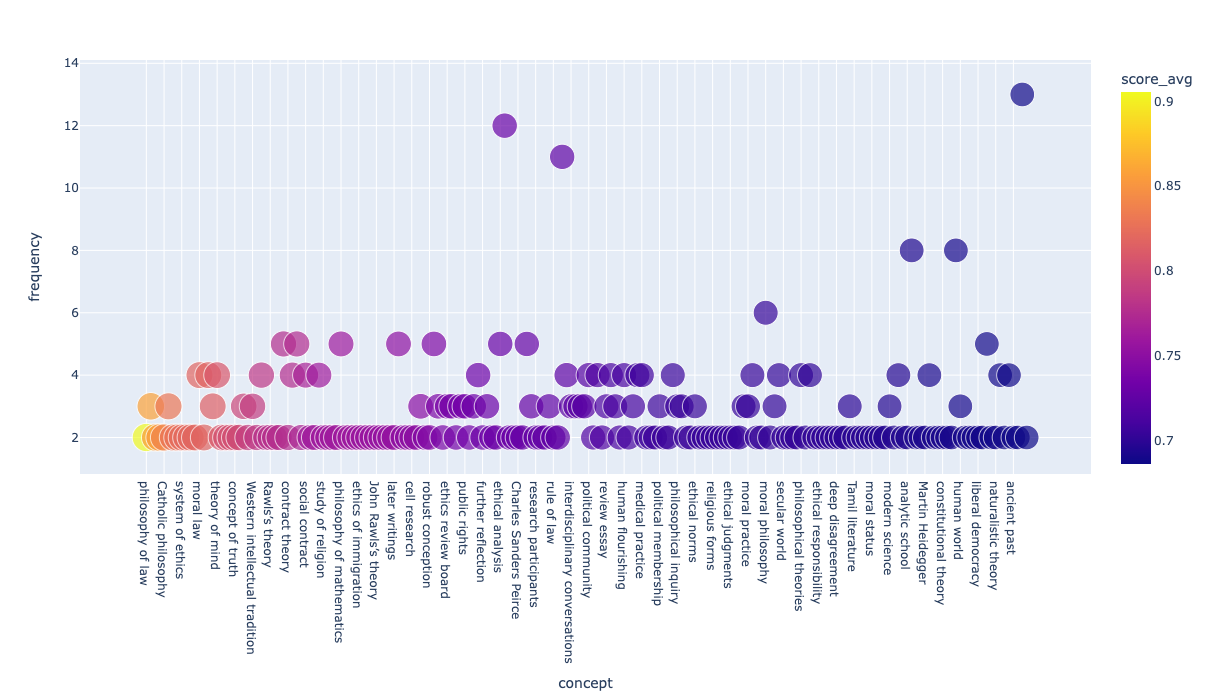 score_avg
0.9
0.85
0.8
0.75
0.7
frequency
14
12
10
8
6
4
2
philosophy of law
Catholic philosophy
system of ethics
moral law
theory of mind
concept of truth
Western intellectual tradition
Rawls's theory
contract theory
social contract
study of religion
philosophy of mathematics
ethics of immigration
John Rawls's theory
later writings
cell research
robust conception
ethics review board
public rights
further reflection
ethical analysis
Charles Sanders Peirce
research participants
rule of law
interdisciplinary conversations
political community
review essay
human flourishing
medical practice
political membership
philosophical inquiry
ethical norms
religious forms
ethical judgments
moral practice
moral philosophy
secular world
philosophical theories
ethical responsibility
deep disagreement
Tamil literature
moral status
modern science
analytic school
Martin Heidegger
constitutional theory
human world
liberal democracy
naturalistic theory
ancient past
concept